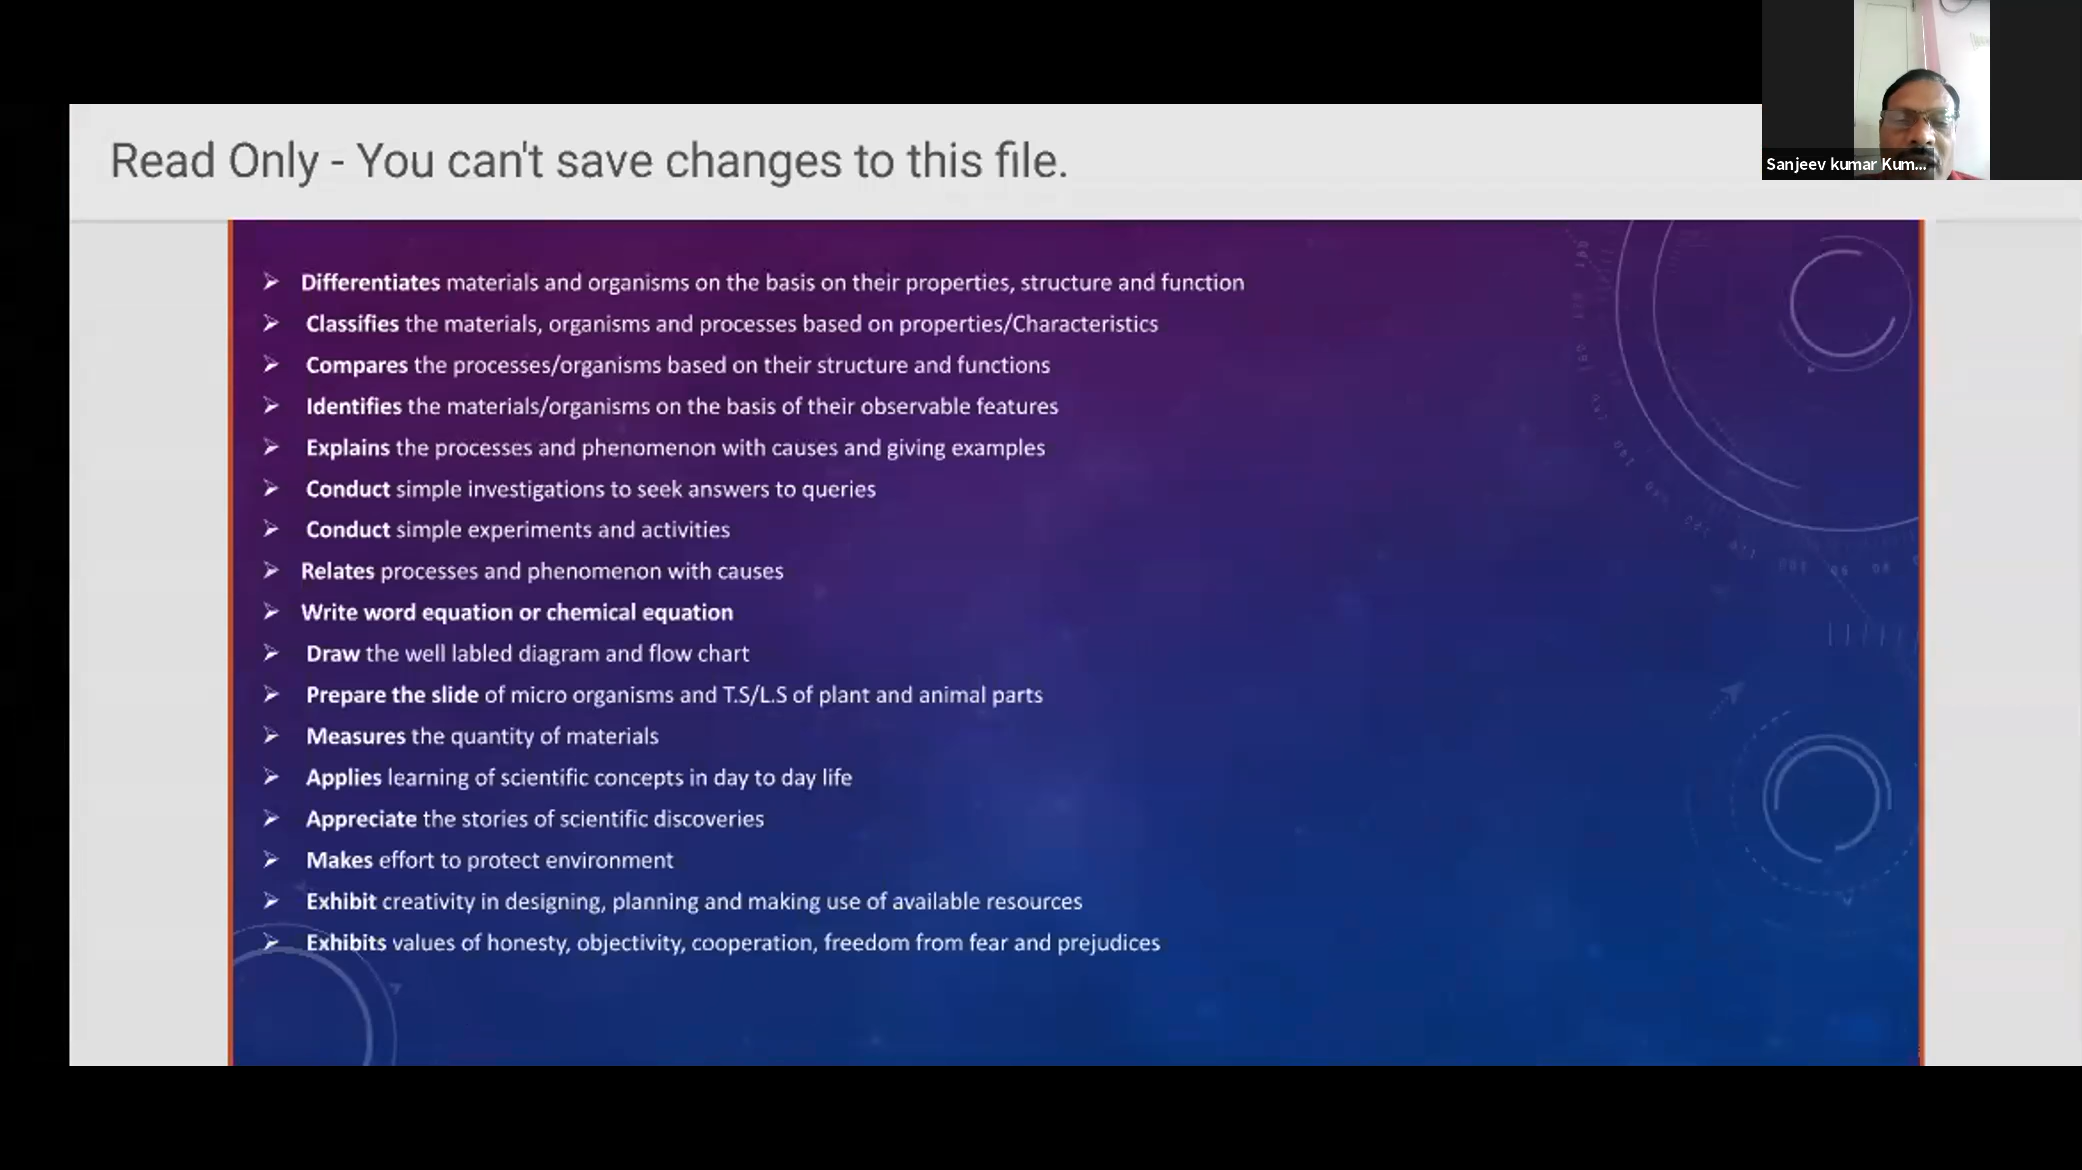 Read Only - You can't save changes to this file.
Sanjeev kumar Kum...
➢ Differentiates materials and organisms on the basis on their properties, structure and function
➢ Classifies the materials, organisms and processes based on properties/Characteristics
➢ Compares the processes/organisms based on their structure and functions
➢ Identifies the materials/organisms on the basis of their observable features
➢ Explains the processes and phenomenon with causes and giving examples
➢ Conduct simple investigations to seek answers to queries
➢ Conduct simple experiments and activities
➢ Relates processes and phenomenon with causes
➢ Write word equation or chemical equation
➢ Draw the well labled diagram and flow chart
➢ Prepare the slide of micro organisms and T.S/L.S of plant and animal parts
➢ Measures the quantity of materials
➢ Applies learning of scientific concepts in day to day life
➢ Appreciate the stories of scientific discoveries
➢ Makes effort to protect environment
➢ Exhibit creativity in designing, planning and making use of available resources
➢ Exhibits values of honesty, objectivity, cooperation, freedom from fear and prejudices